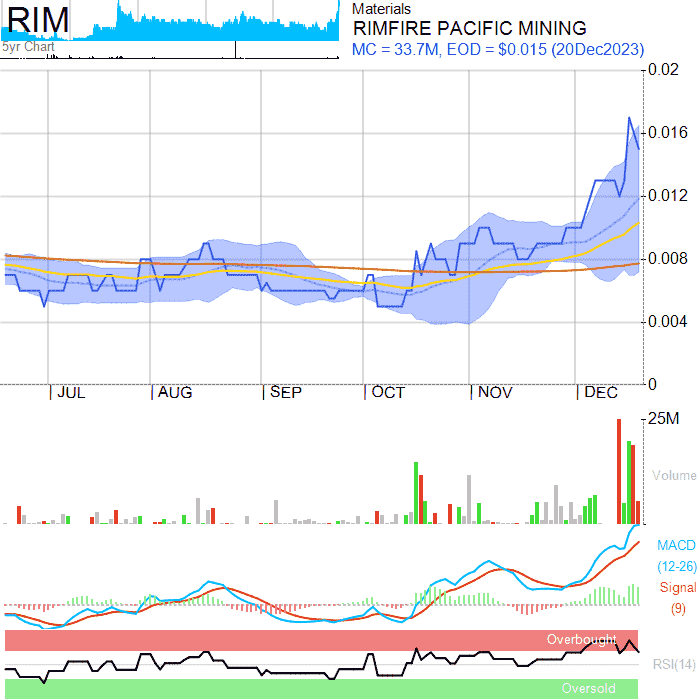 RIM
5yr Chart
Materials
RIMFIRE PACIFIC MINING
MC = 33.7M, EOD = $0.015 (20Dec2023)
0.02
0.016
0.012
0.008
0.004
0
JUL AUG SEP OCT NOV DEC
25M
Volume
MACD
(12-26)
Signal
(9)
Overbought
RSI(14)
Oversold